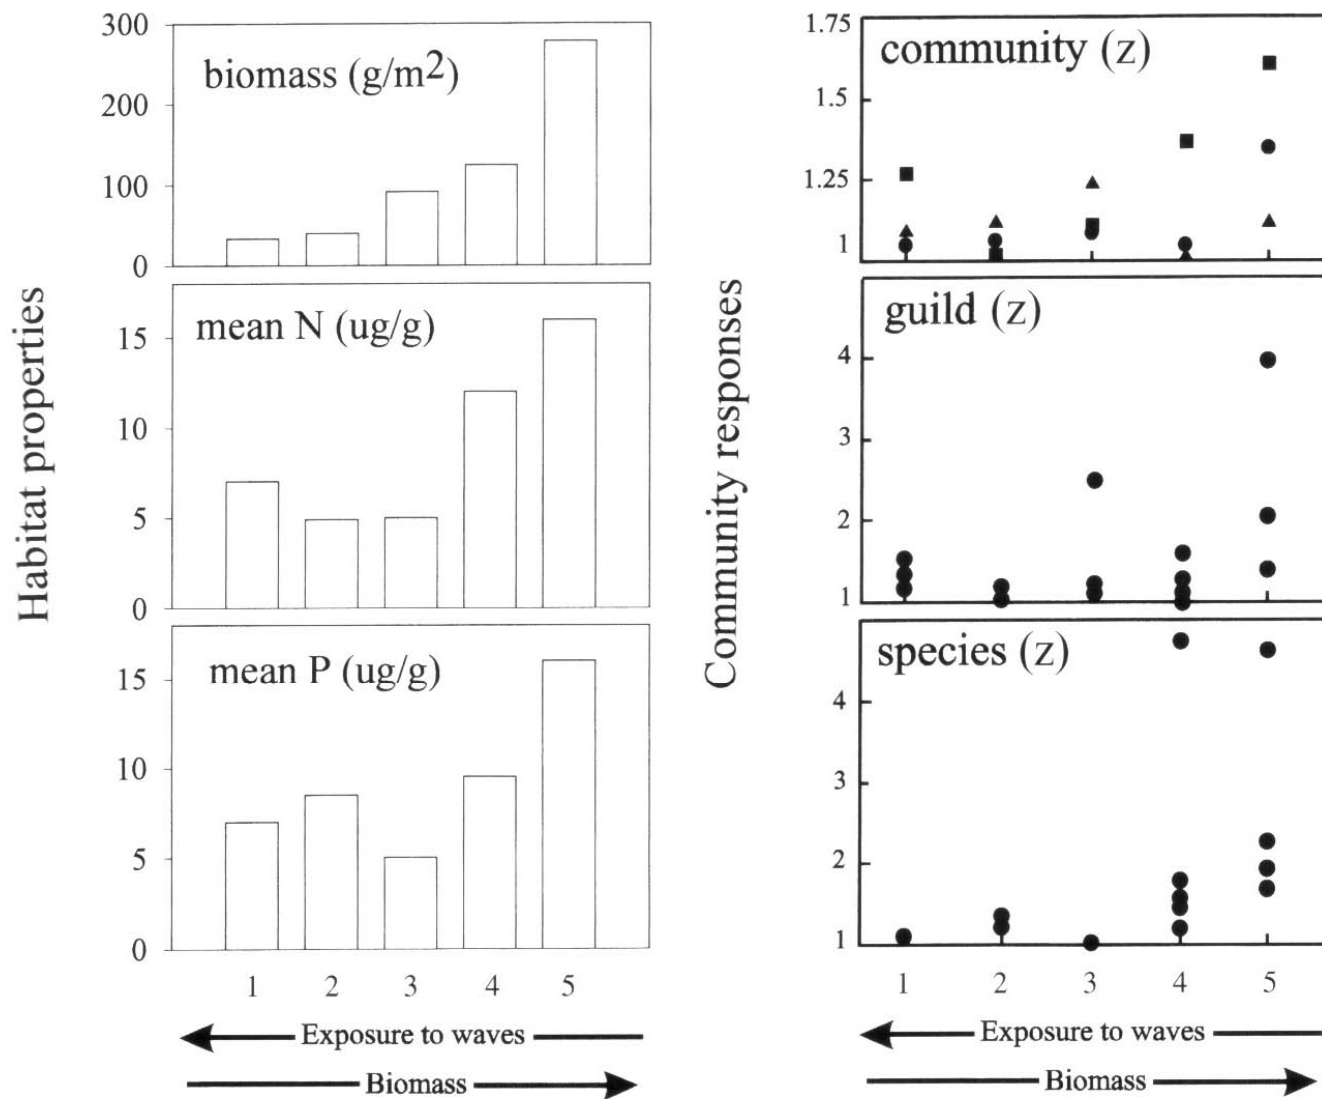 Habitat properties
300
200
100
0
biomass (g/m2)
15
10
5
0
mean N (ug/g)
15
10
5
0
mean P (ug/g)
1 2 3 4 5
Exposure to waves
Biomass
Community responses
1.75
1.5
1.25
1
community (z)
4
3
2
1
guild (z)
4
3
2
1
species (z)
1 2 3 4 5
Exposure to waves
Biomass